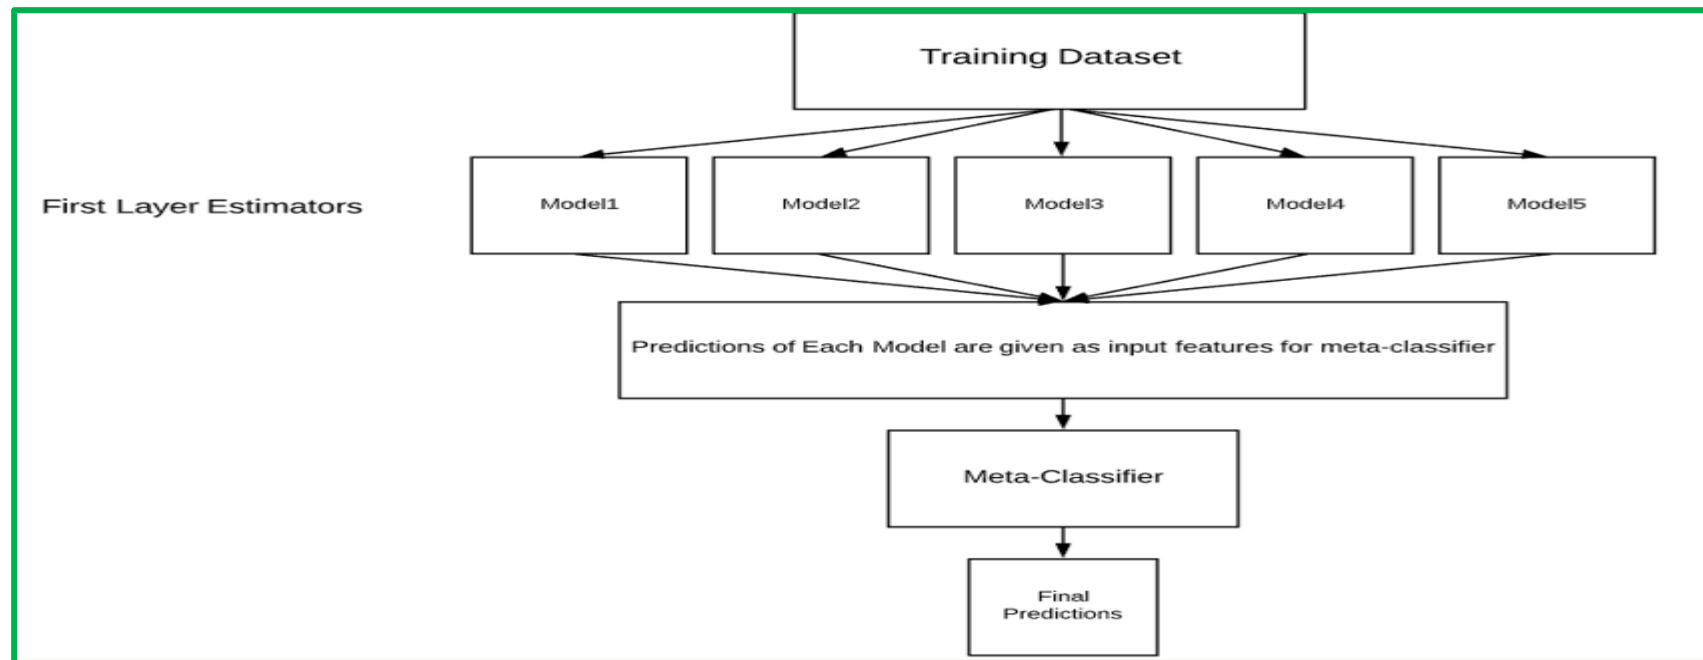 Training Dataset
First Layer Estimators
Model1
Model2
Model3
Model4
Model5
Predictions of Each Model are given as input features for meta-classifier
Meta-Classifier
Final
Predictions